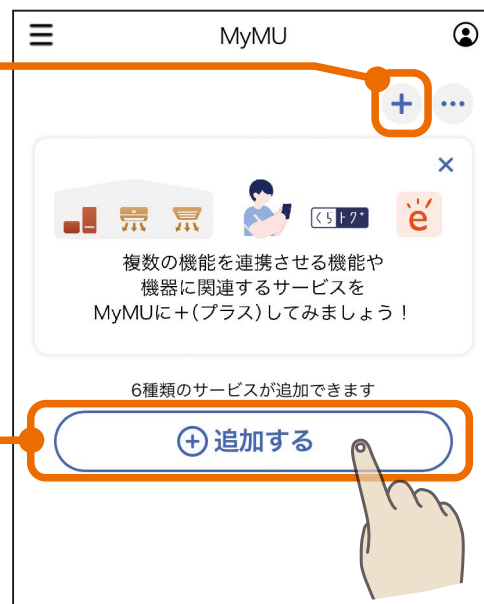 MyMU
くらトク+
é
複数の機能を連携させる機能や
機器に関連するサービスを
MyMUに＋(プラス)してみましょう！
6種類のサービスが追加できます
追加する